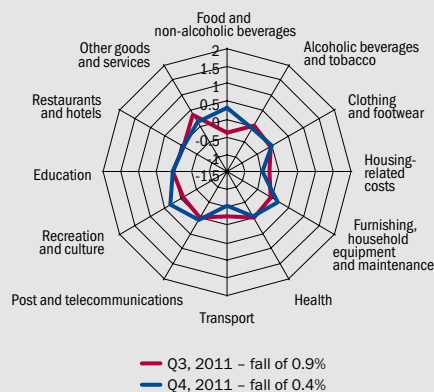 Food and
non-alcoholic beverages
Other goods
and services
Alcoholic beverages
and tobacco
Restaurants
and hotels
Clothing
and footwear
Education
Housing-
related
costs
Recreation
and culture
Furnishing,
household
equipment
and maintenance
Post and telecommunications
Health
Transport
2
1.5
1
0.5
0
-0.5
-1
-1.5
Q3, 2011 – fall of 0.9%
Q4, 2011 – fall of 0.4%